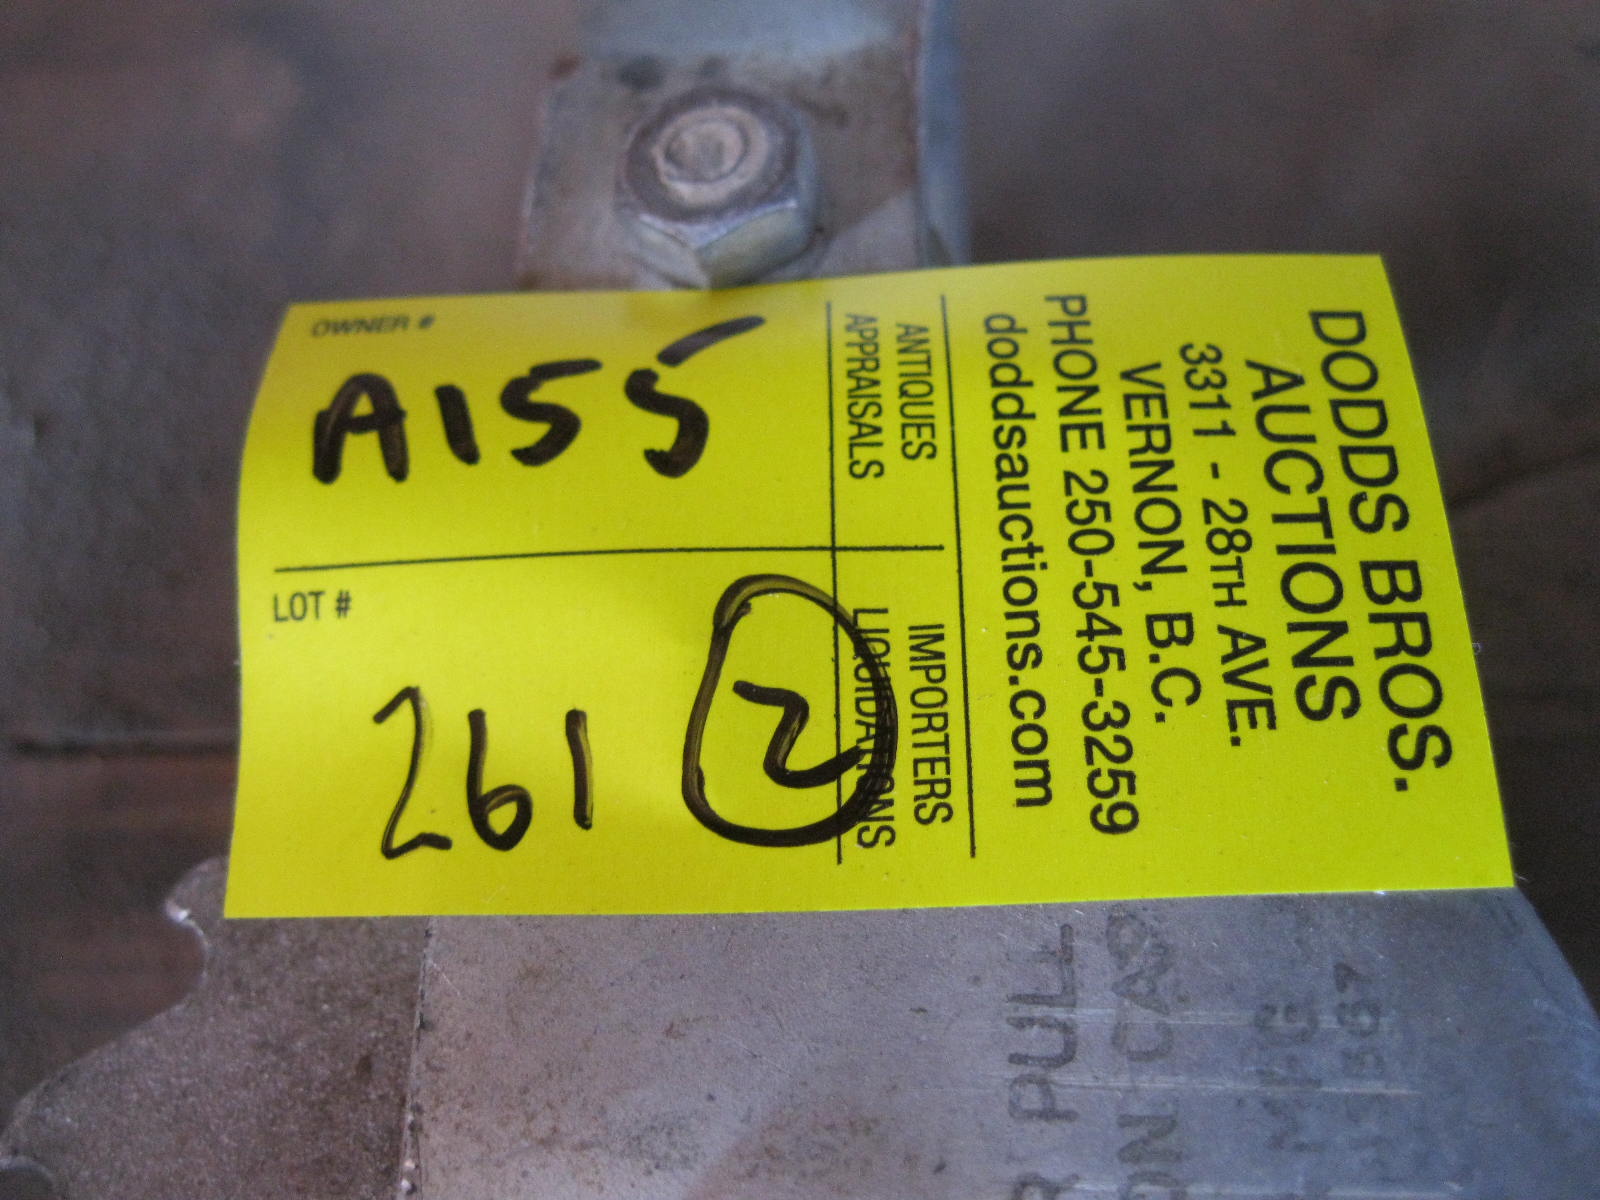 DODDS BROS.
AUCTIONS
3311 - 28TH AVE.
VERNON, B.C.
PHONE 250-545-3259
doddsauctions.com
ANTIQUES IMPORTERS
APPRAISALS LIQUIDATIONS
OWNER #
A155
LOT #
261 2
PULL